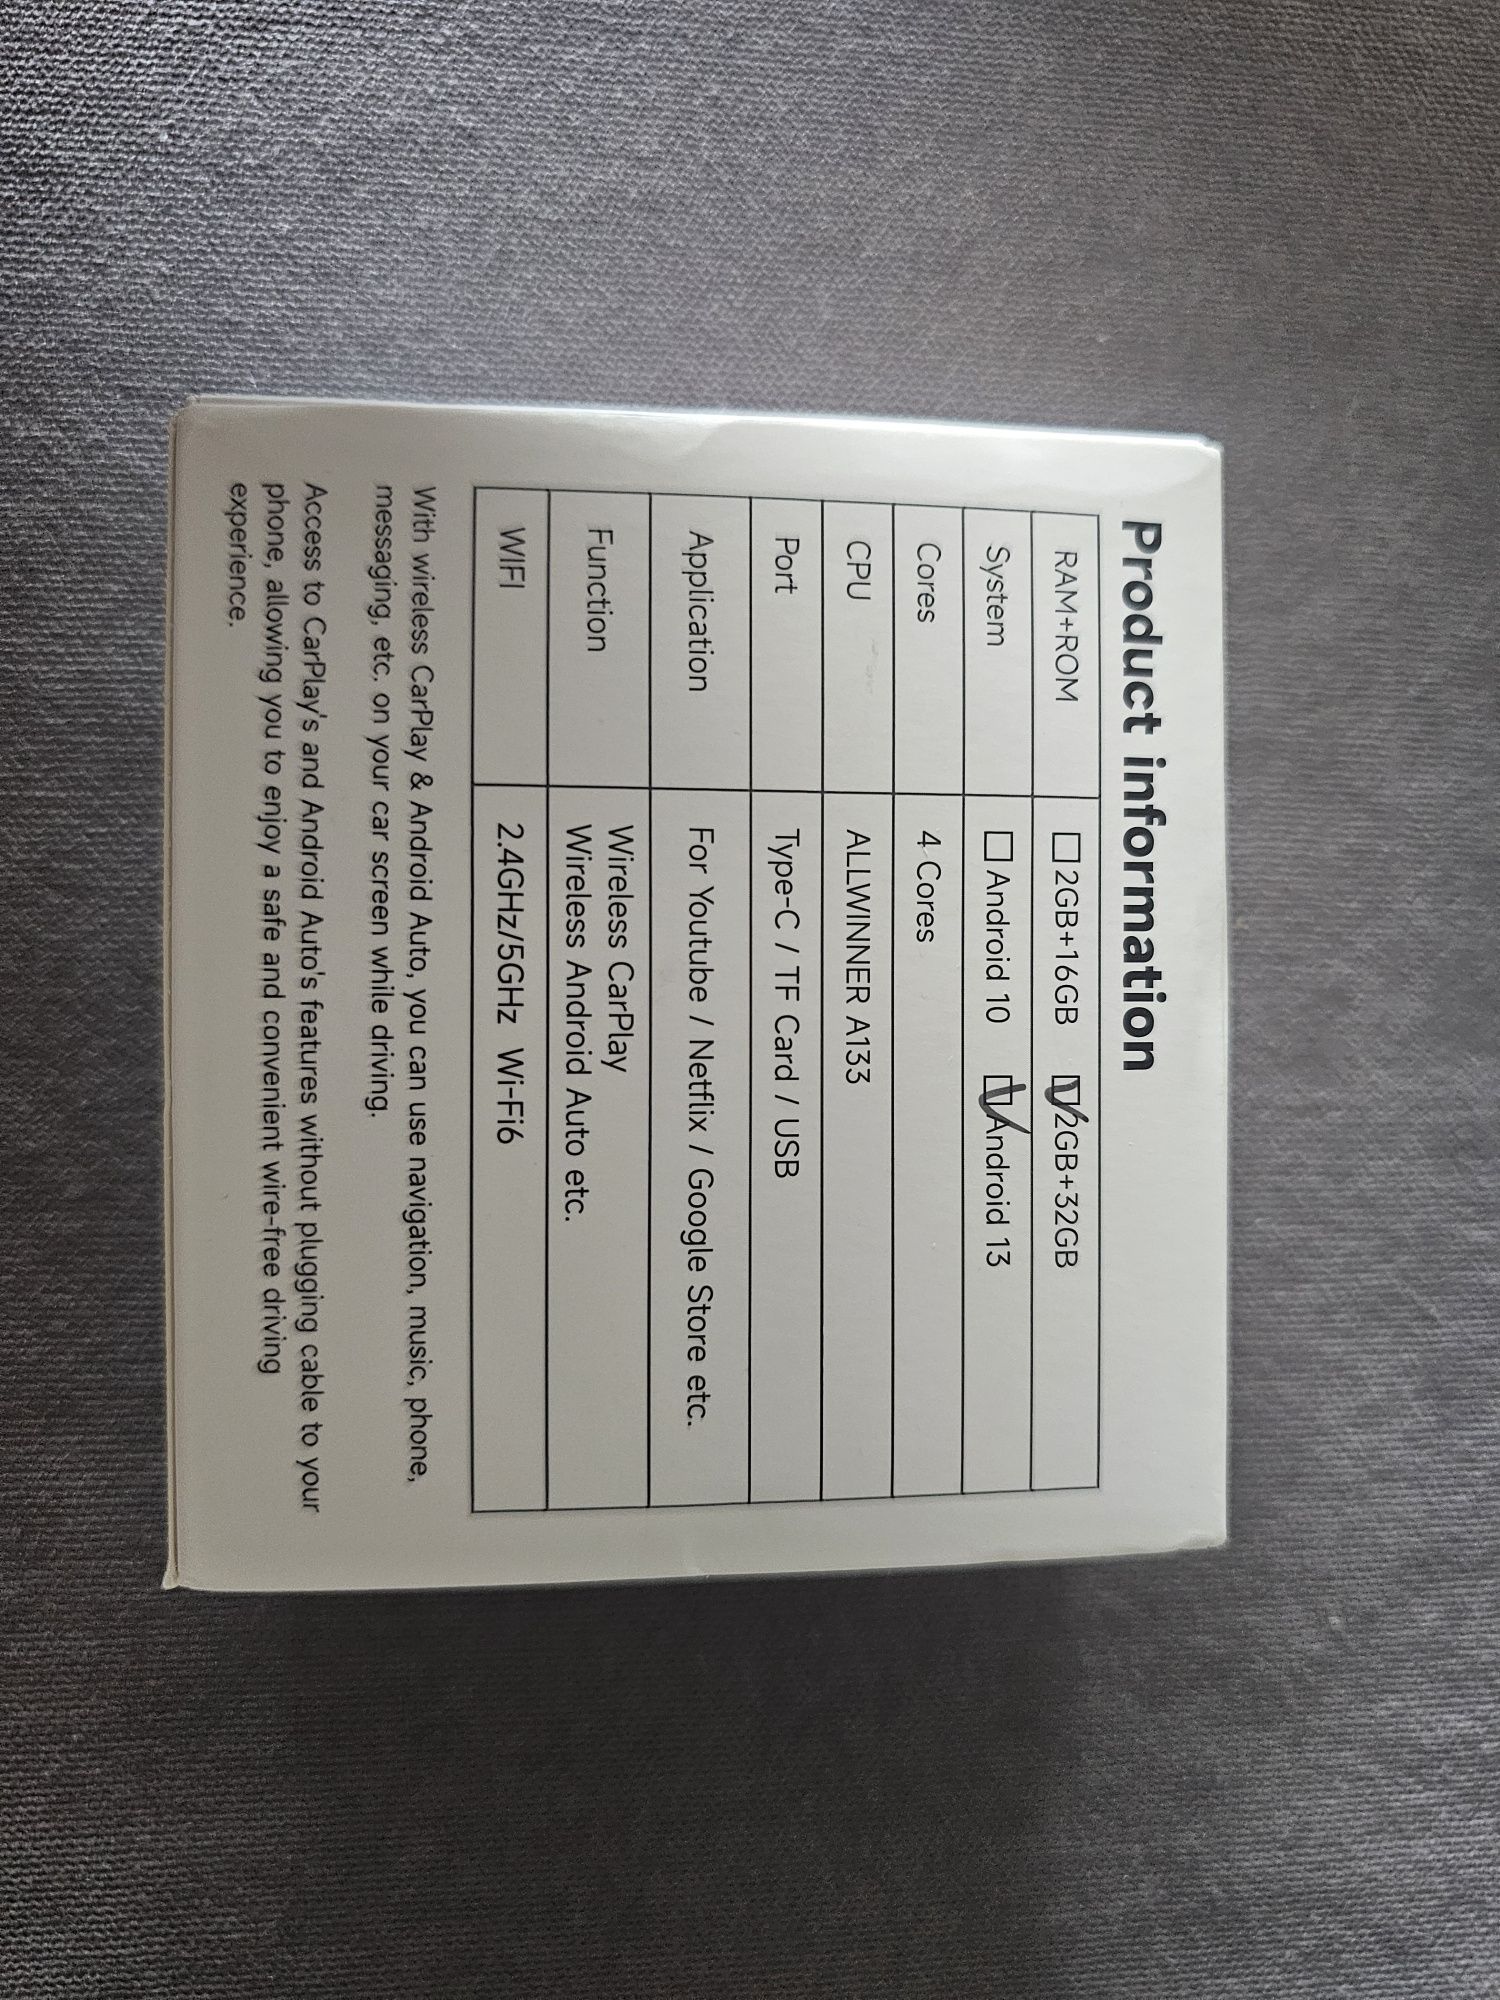 Product information
RAM+ROM ☐2GB+16GB ☑2GB+32GB
System ☐Android 10 ☑Android 13
Cores 4 Cores
CPU ALLWINNER A133
Port Type-C / TF Card / USB
Application For Youtube / Netflix / Google Store etc.
Function Wireless CarPlay
Wireless Android Auto etc.
WIFI 2.4GHz/5GHz Wi-Fi6
With wireless CarPlay & Android Auto, you can use navigation, music, phone,
messaging, etc. on your car screen while driving.
Access to CarPlay's and Android Auto's features without plugging cable to your
phone, allowing you to enjoy a safe and convenient wire-free driving
experience.